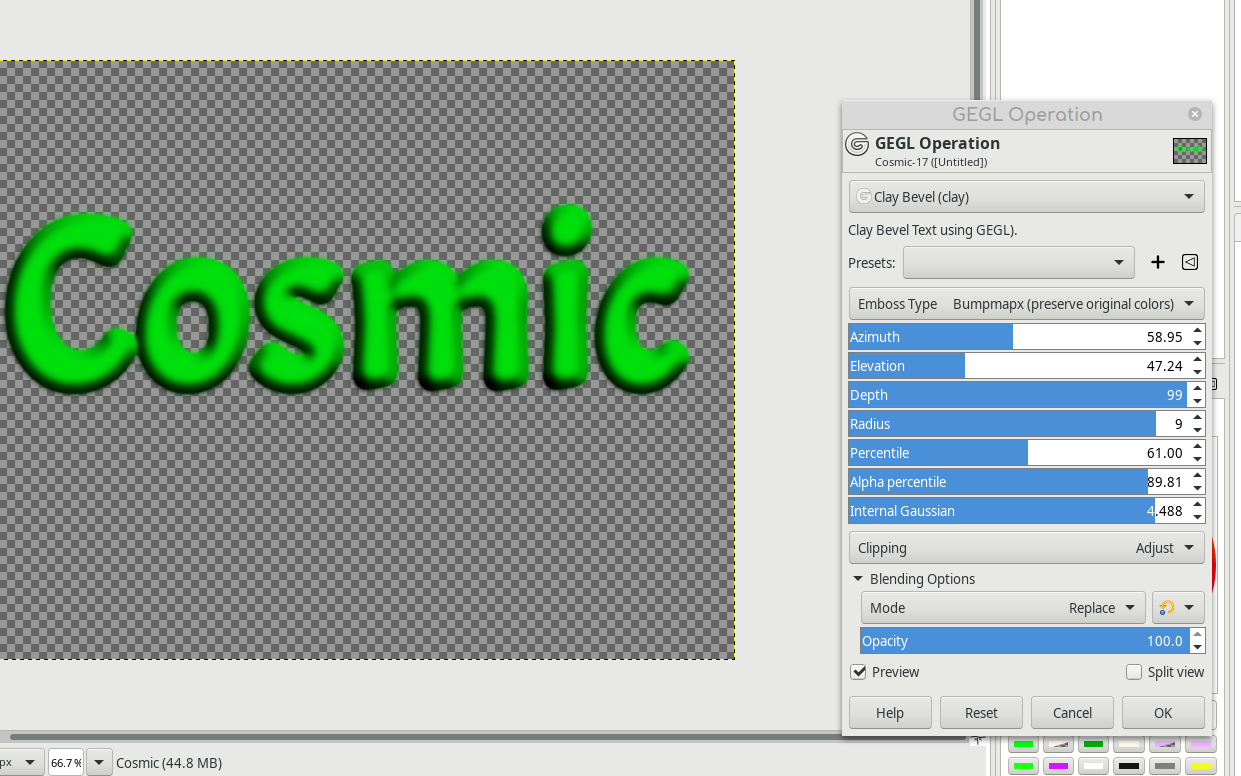 GEGL Operation
GEGL Operation
Cosmic-17 ([Untitled])
Clay Bevel (clay)
Clay Bevel Text using GEGL).
Presets:
Emboss Type Bumpmapx (preserve original colors)
Azimuth 58.95
Elevation 47.24
Depth 99
Radius 9
Percentile 61.00
Alpha percentile 89.81
Internal Gaussian 4.488
Clipping Adjust
Blending Options
Mode Replace
Opacity 100.0
Preview Split view
Help Reset Cancel OK
Cosmic
px 66.7% Cosmic (44.8 MB)